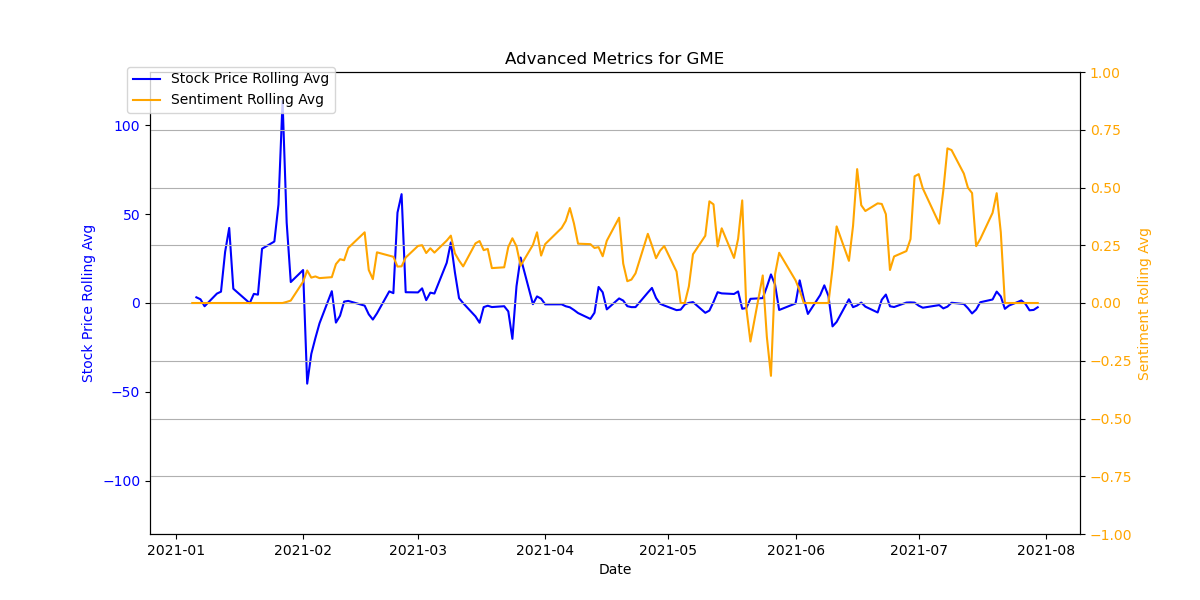 Advanced Metrics for GME
Stock Price Rolling Avg
Sentiment Rolling Avg
100
50
0
−50
−100
Stock Price Rolling Avg
1.00
0.75
0.50
0.25
0.00
−0.25
−0.50
−0.75
−1.00
Sentiment Rolling Avg
2021-01 2021-02 2021-03 2021-04 2021-05 2021-06 2021-07 2021-08
Date